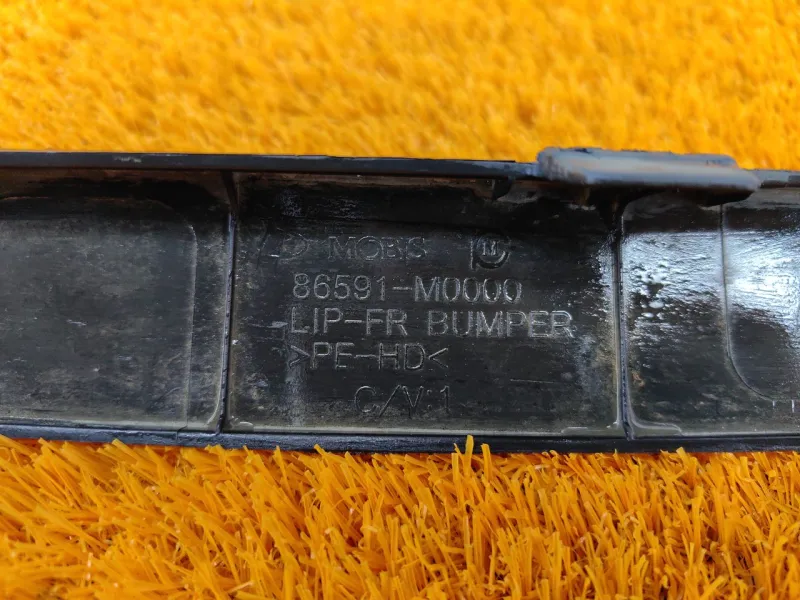 MOBIS
86591-M0000
LIP-FR BUMPER
>PE-HD<
C/V:1